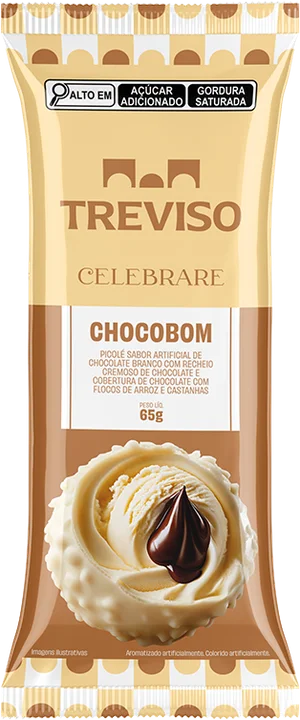 ALTO EM
AÇÚCAR ADICIONADO
GORDURA SATURADA
TREVISO
CELEBRARE
CHOCOBOM
PICOLÉ SABOR ARTIFICIAL DE
CHOCOLATE BRANCO COM RECHEIO
CREMOSO DE CHOCOLATE E
COBERTURA DE CHOCOLATE COM
FLOCOS DE ARROZ E CASTANHAS
PESO LÍQ.
65g
Imagens Ilustrativas
Aromatizado artificialmente. Colorido artificialmente.